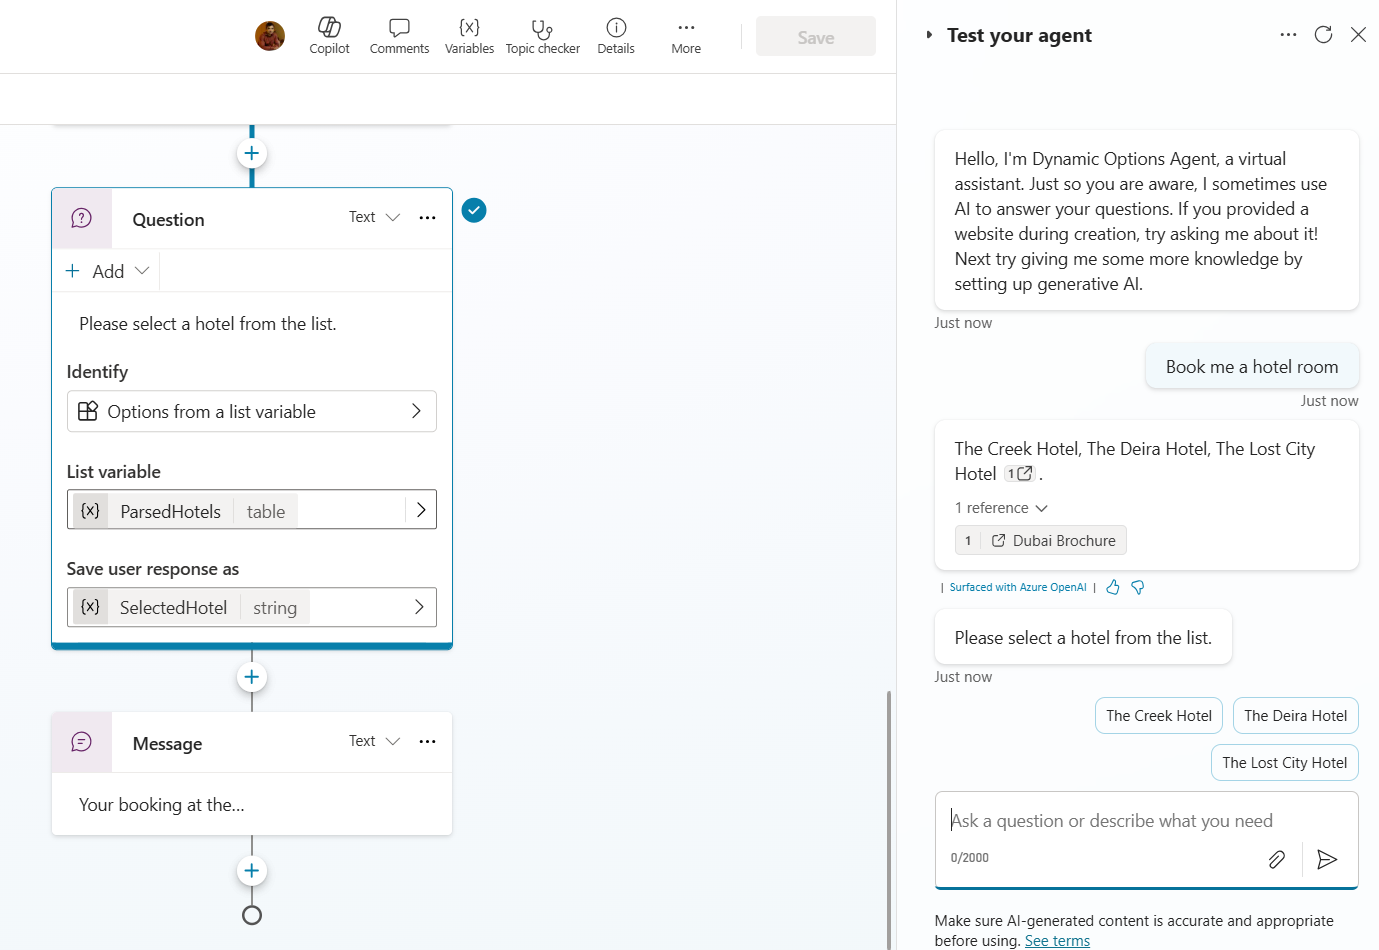 Copilot
Comments
Variables
Topic checker
Details
More
Save
Question
Text
Add
Please select a hotel from the list.
Identify
Options from a list variable
List variable
{x} ParsedHotels table
Save user response as
{x} SelectedHotel string
Message
Text
Your booking at the...
Test your agent
Hello, I'm Dynamic Options Agent, a virtual
assistant. Just so you are aware, I sometimes use
AI to answer your questions. If you provided a
website during creation, try asking me about it!
Next try giving me some more knowledge by
setting up generative AI.
Just now
Book me a hotel room
Just now
The Creek Hotel, The Deira Hotel, The Lost City
Hotel 1 .
1 reference
1 Dubai Brochure
| Surfaced with Azure OpenAI |
Please select a hotel from the list.
Just now
The Creek Hotel
The Deira Hotel
The Lost City Hotel
Ask a question or describe what you need
0/2000
Make sure AI-generated content is accurate and appropriate
before using. See terms